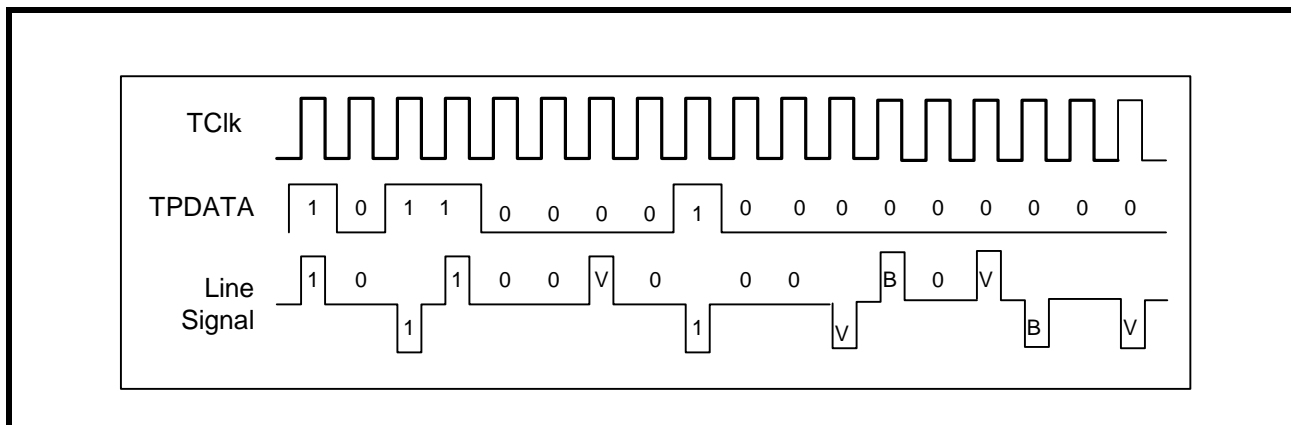 TClk
TPDATA 1 0 1 1 0 0 0 0 1 0 0 0 0 0 0 0 0 0
Line Signal 1 0 1 1 0 0 V 0 1 0 0 V B 0 V B V